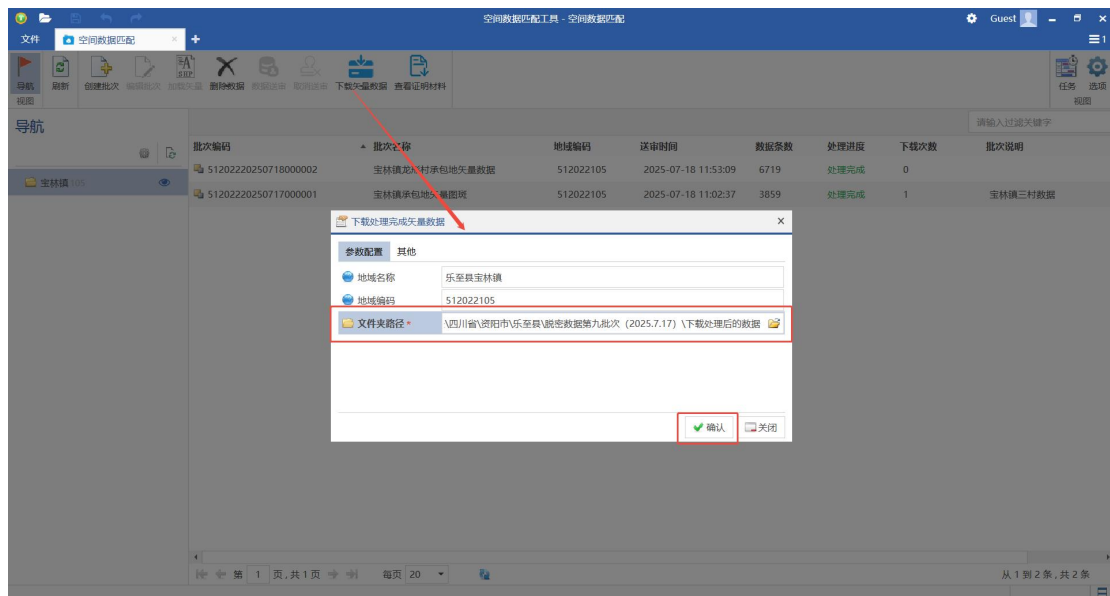 空间数据匹配工具 - 空间数据匹配
Guest
文件 空间数据匹配 × +
1
导航 刷新 创建批次 编辑批次 加载矢量 删除数据 数据送审 取消送审 下载矢量数据 查看证明材料 任务 选项
视图 视图
导航
请输入过滤关键字
批次编码 批次名称 地域编码 送审时间 数据条数 处理进度 下载次数 批次说明
宝林镇 105
51202220250718000002 宝林镇龙 村承包地矢量数据 512022105 2025-07-18 11:53:09 6719 处理完成 0
51202220250717000001 宝林镇承包地矢量图斑 512022105 2025-07-18 11:02:37 3859 处理完成 1 宝林镇三村数据
下载处理完成矢量数据 ×
参数配置 其他
地域名称 乐至县宝林镇
地域编码 512022105
文件夹路径 * \四川省\资阳市\乐至县\脱密数据第九批次 (2025.7.17) \下载处理后的数据
确认 关闭
第 1 页,共 1 页 每页 20
从 1 到 2 条 , 共 2 条